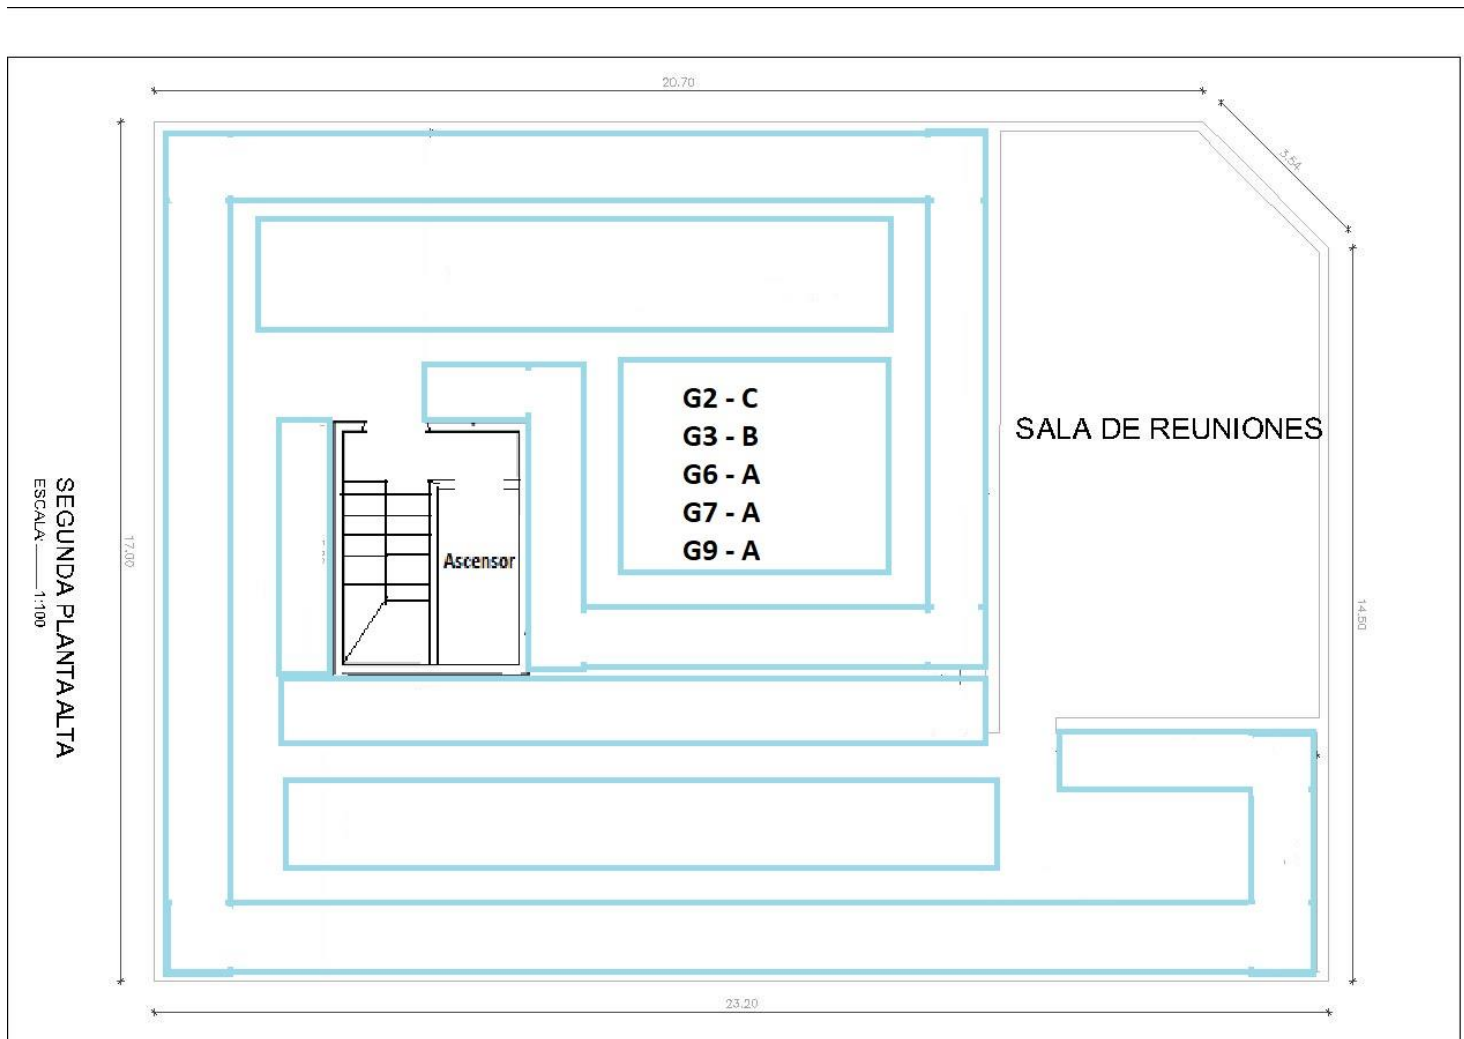 20.70
3.54
G2 - C
G3 - B
G6 - A
G7 - A
G9 - A
SALA DE REUNIONES
Ascensor
SEGUNDA PLANTA ALTA
ESCALA:____1:100
17.00
14.50
23.20